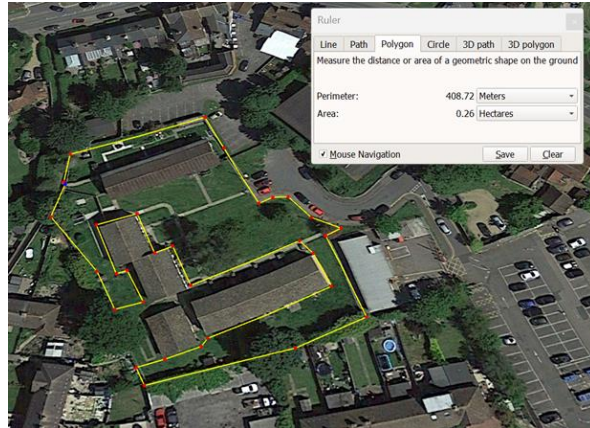 Ruler
Line Path Polygon Circle 3D path 3D polygon
Measure the distance or area of a geometric shape on the ground
Perimeter: 408.72 Meters
Area: 0.26 Hectares
Mouse Navigation Save Clear